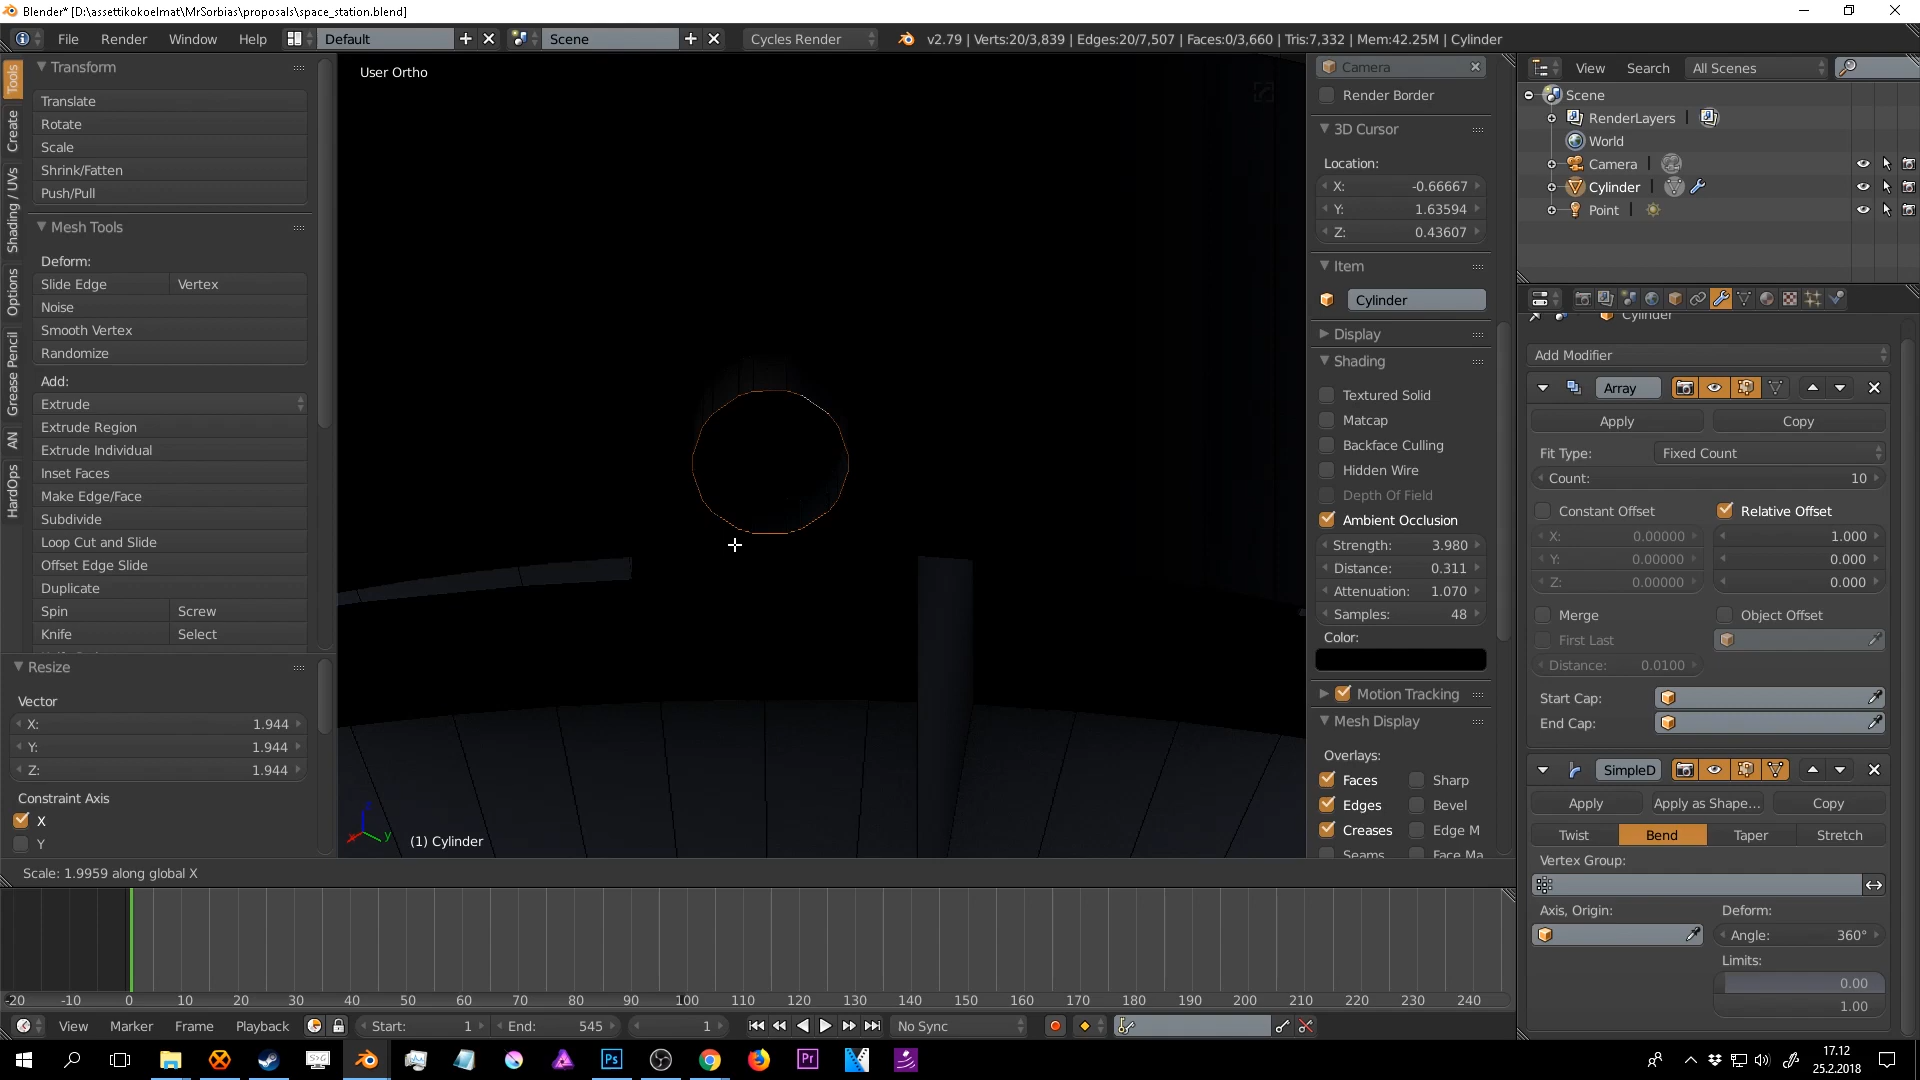 Blender* [D:\assettikokoelmat\MrSorbias\proposals\space_station.blend]
File Render Window Help Default Scene Cycles Render v2.79 | Verts:20/3,839 | Edges:20/7,507 | Faces:0/3,660 | Tris:7,332 | Mem:42.25M | Cylinder
Tools
Create
Shading / UVs
Options
Grease Pencil
AN
HardOps
Transform
Translate
Rotate
Scale
Shrink/Fatten
Push/Pull
Mesh Tools
Deform:
Slide Edge Vertex
Noise
Smooth Vertex
Randomize
Add:
Extrude
Extrude Region
Extrude Individual
Inset Faces
Make Edge/Face
Subdivide
Loop Cut and Slide
Offset Edge Slide
Duplicate
Spin Screw
Knife Select
Resize
Vector
X: 1.944
Y: 1.944
Z: 1.944
Constraint Axis
X
Y
User Ortho
(1) Cylinder
Scale: 1.9959 along global X
Camera
Render Border
3D Cursor
Location:
X: -0.66667
Y: 1.63594
Z: 0.43607
Item
Cylinder
Display
Shading
Textured Solid
Matcap
Backface Culling
Hidden Wire
Depth Of Field
Ambient Occlusion
Strength: 3.980
Distance: 0.311
Attenuation: 1.070
Samples: 48
Color:
Motion Tracking
Mesh Display
Overlays:
Faces Sharp
Edges Bevel
Creases Edge M
Seams Face Ma
View Search All Scenes
Scene
RenderLayers
World
Camera
Cylinder
Point
Cylinder
Add Modifier
Array
Apply Copy
Fit Type: Fixed Count
Count: 10
Constant Offset Relative Offset
X: 0.00000 1.000
Y: 0.00000 0.000
Z: 0.00000 0.000
Merge Object Offset
First Last
Distance: 0.0100
Start Cap:
End Cap:
SimpleD
Apply Apply as Shape... Copy
Twist Bend Taper Stretch
Vertex Group:
Axis, Origin: Deform:
Angle: 360°
Limits:
0.00
1.00
-20 -10 0 10 20 30 40 50 60 70 80 90 100 110 120 130 140 150 160 170 180 190 200 210 220 230 240
View Marker Frame Playback Start: 1 End: 545 1 No Sync
17.12
25.2.2018